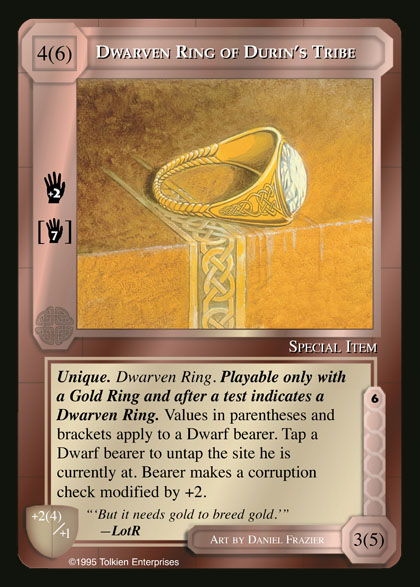 4(6)
Dwarven Ring of Durin's Tribe
2
[7]
Special Item
Unique. Dwarven Ring. Playable only with
a Gold Ring and after a test indicates a
Dwarven Ring. Values in parentheses and
brackets apply to a Dwarf bearer. Tap a
Dwarf bearer to untap the site he is
currently at. Bearer makes a corruption
check modified by +2.
“‘But it needs gold to breed gold.’”
—LotR
6
+2(4)
/+1
Art by Daniel Frazier
3(5)
©1995 Tolkien Enterprises